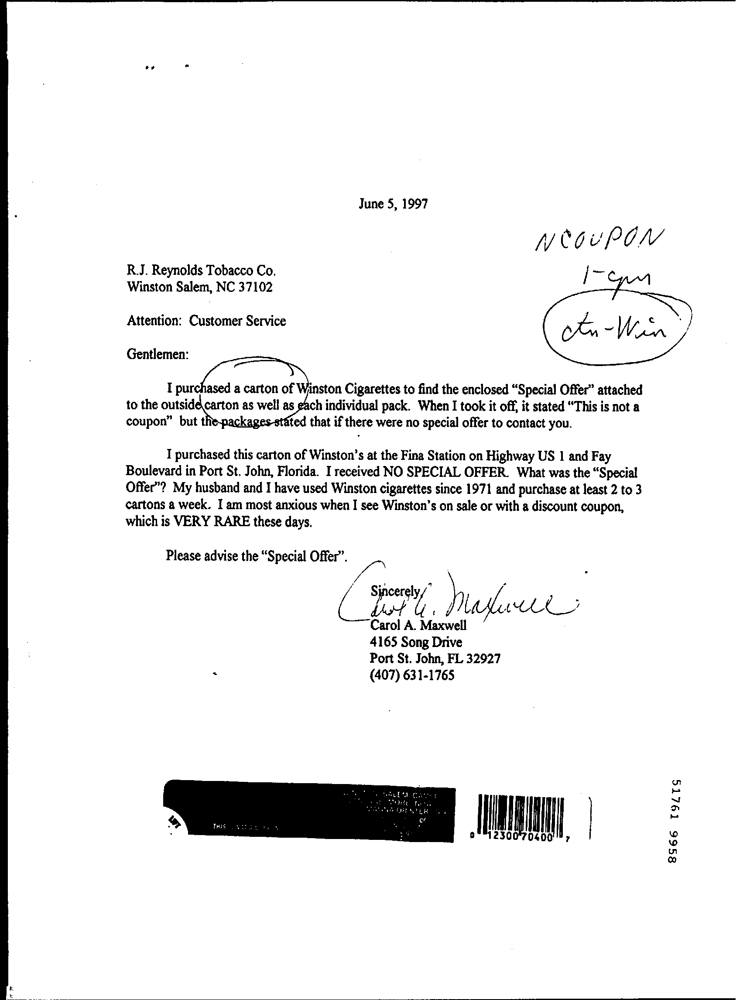 June 5, 1997
NCOUPON
1-cpn
R.J. Reynolds Tobacco Co.
Winston Salem, NC 37102
ctn-Win
Attention: Customer Service
Gentlemen:
I purchased a carton of Winston Cigarettes to find the enclosed “Special Offer” attached
to the outside carton as well as each individual pack. When I took it off, it stated “This is not a
coupon” but the packages stated that if there were no special offer to contact you.
I purchased this carton of Winston's at the Fina Station on Highway US 1 and Fay
Boulevard in Port St. John, Florida. I received NO SPECIAL OFFER. What was the “Special
Offer”? My husband and I have used Winston cigarettes since 1971 and purchase at least 2 to 3
cartons a week. I am most anxious when I see Winston's on sale or with a discount coupon,
which is VERY RARE these days.
Please advise the “Special Offer”.
Sincerely,
Carol A. Maxwell
Carol A. Maxwell
4165 Song Drive
Port St. John, FL 32927
(407) 631-1765
LIFT
THIS
0 12300 70400 7
51761 9958